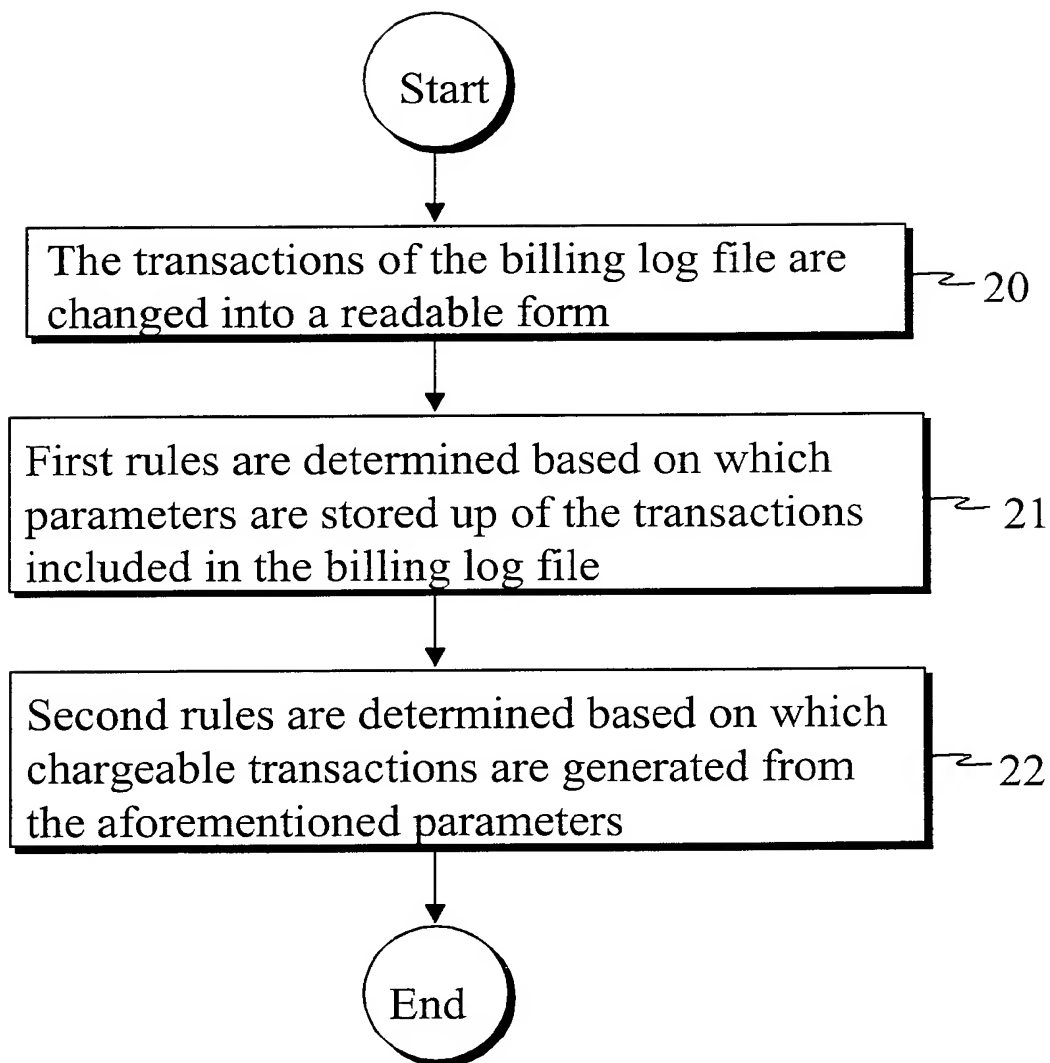 Start
The transactions of the billing log file are
changed into a readable form
20
First rules are determined based on which
parameters are stored up of the transactions
included in the billing log file
21
Second rules are determined based on which
chargeable transactions are generated from
the aforementioned parameters
22
End